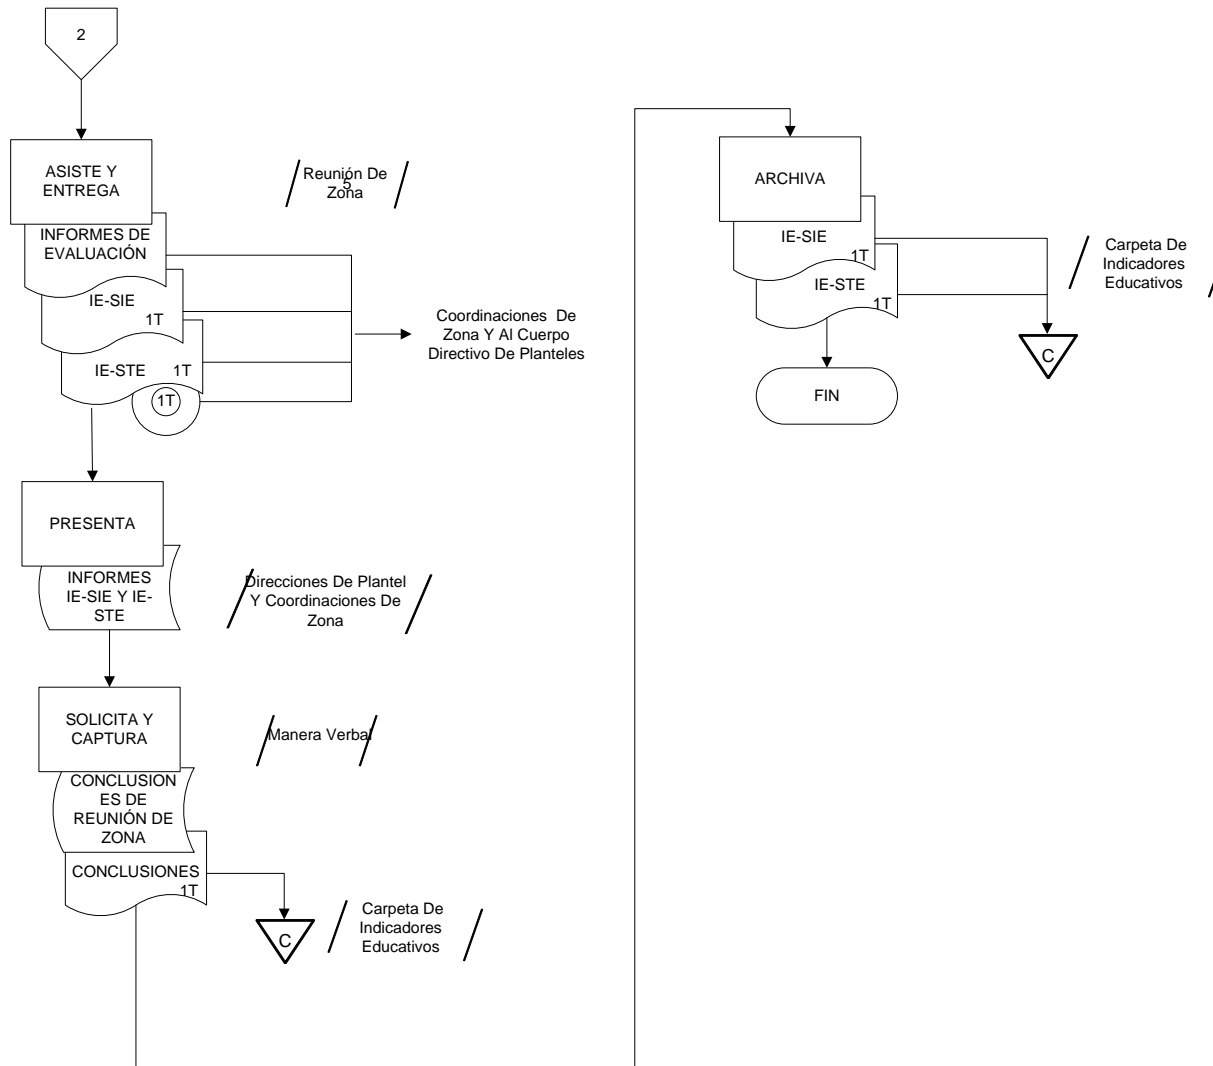 2
ASISTE Y
ENTREGA
Reunión De
5
Zona
INFORMES DE
EVALUACIÓN
IE-SIE
1T
IE-STE
1T
1T
Coordinaciones De
Zona Y Al Cuerpo
Directivo De Planteles
PRESENTA
INFORMES
IE-SIE Y IE-
STE
Direcciones De Plantel
Y Coordinaciones De
Zona
SOLICITA Y
CAPTURA
Manera Verbal
CONCLUSION
ES DE
REUNIÓN DE
ZONA
CONCLUSIONES
1T
C
Carpeta De
Indicadores
Educativos
ARCHIVA
IE-SIE
1T
IE-STE
1T
Carpeta De
Indicadores
Educativos
C
FIN